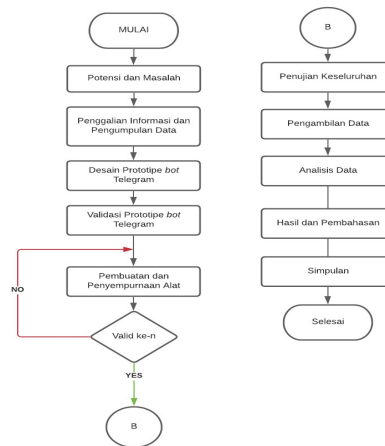 MULAI
Potensi dan Masalah
Penggalian Informasi dan
Pengumpulan Data
Desain Prototipe bot
Telegram
Validasi Prototipe bot
Telegram
Pembuatan dan
Penyempurnaan Alat
NO
Valid ke-n
YES
B
B
Penujian Keseluruhan
Pengambilan Data
Analisis Data
Hasil dan Pembahasan
Simpulan
Selesai